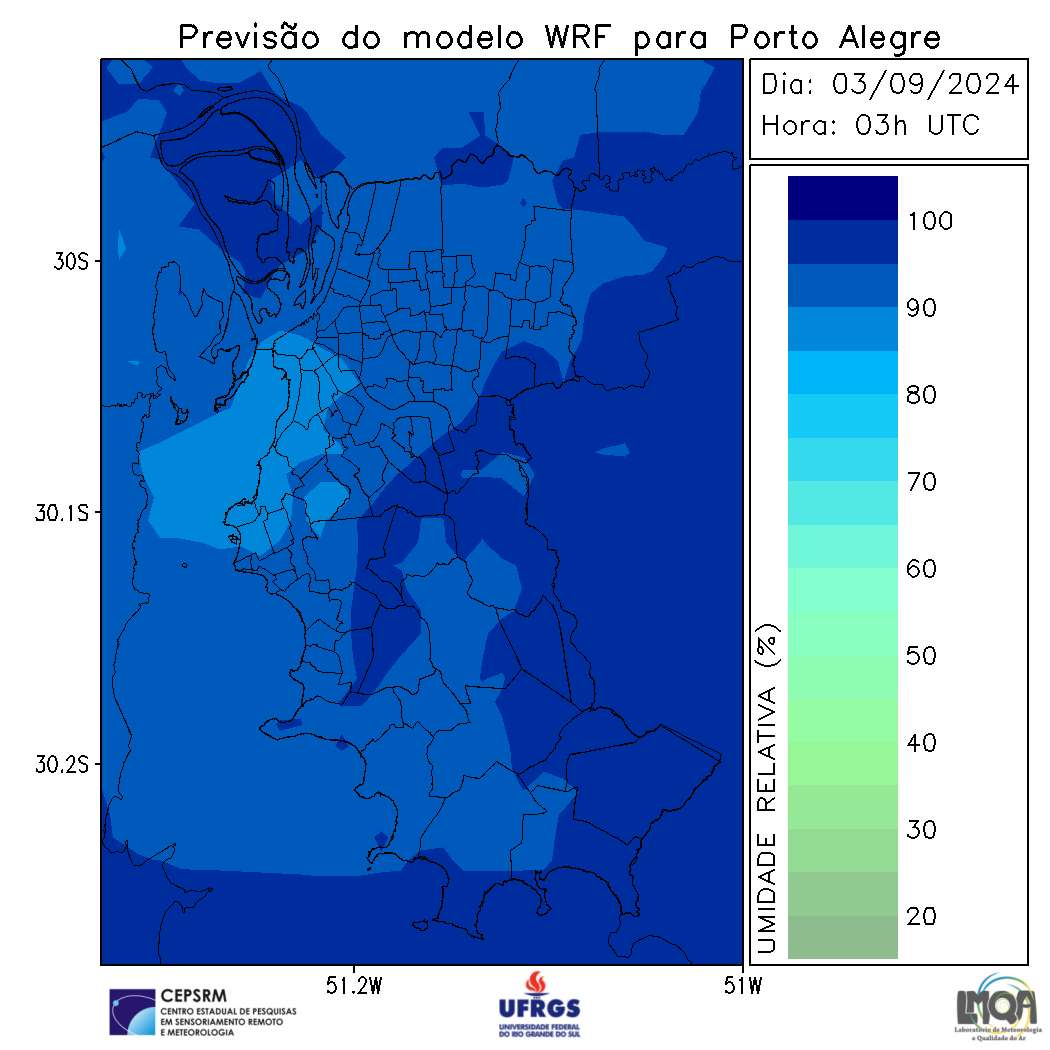 Previsão do modelo WRF para Porto Alegre
Dia: 03/09/2024
Hora: 03h UTC
30S
30.1S
30.2S
51.2W
51W
UMIDADE RELATIVA (%)
100
90
80
70
60
50
40
30
20
CEPSRM
CENTRO ESTADUAL DE PESQUISAS
EM SENSORIAMENTO REMOTO
E METEOROLOGIA
UFRGS
UNIVERSIDADE FEDERAL
DO RIO GRANDE DO SUL
LMQA
Laboratório de Meteorologia
e Qualidade do Ar